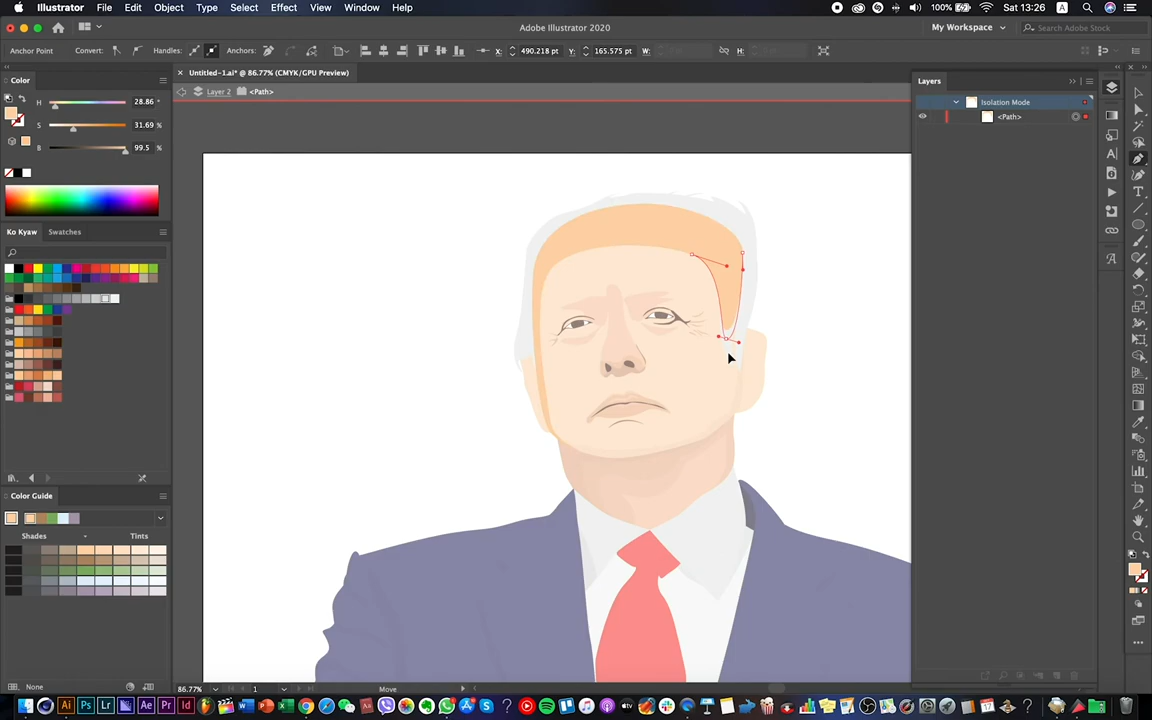 Illustrator File Edit Object Type Select Effect View Window Help 100% Sat 13:26 A
Adobe Illustrator 2020 My Workspace Search Adobe Stock
Anchor Point Convert: Handles: Anchors: X: 490.218 pt Y: 165.575 pt W: H:
Color
Untitled-1.ai* @ 86.77% (CMYK/GPU Preview)
Layers
Layer 2 <Path>
H 28.86 °
Isolation Mode
<Path>
S 31.69 %
B 99.5 %
Ko Kyaw Swatches
Color Guide
Shades Tints
None
86.77% 1 Move